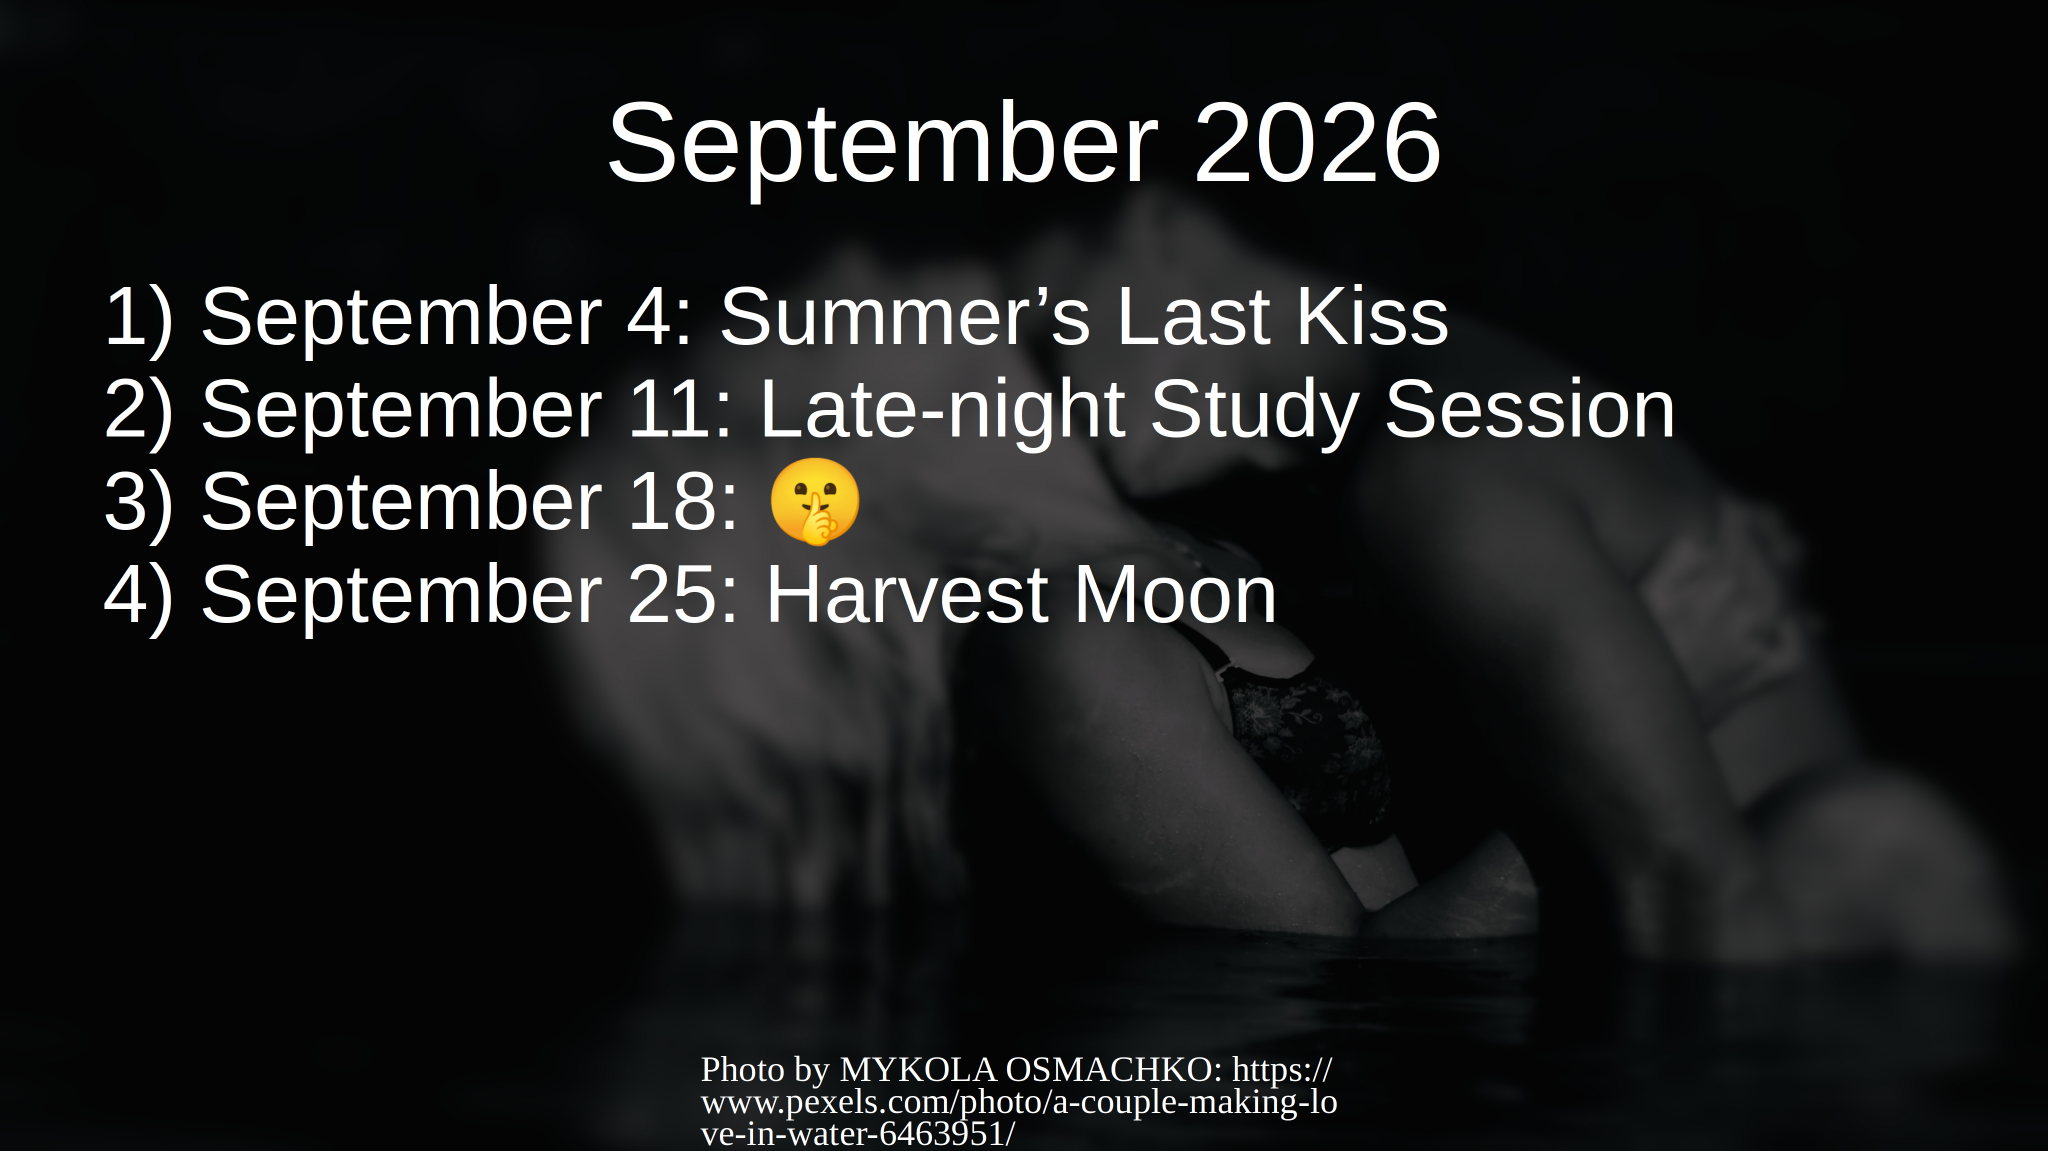 September 2026
1) September 4: Summer’s Last Kiss
2) September 11: Late-night Study Session
3) September 18: 🤫
4) September 25: Harvest Moon
Photo by MYKOLA OSMACHKO: https://
www.pexels.com/photo/a-couple-making-lo
ve-in-water-6463951/